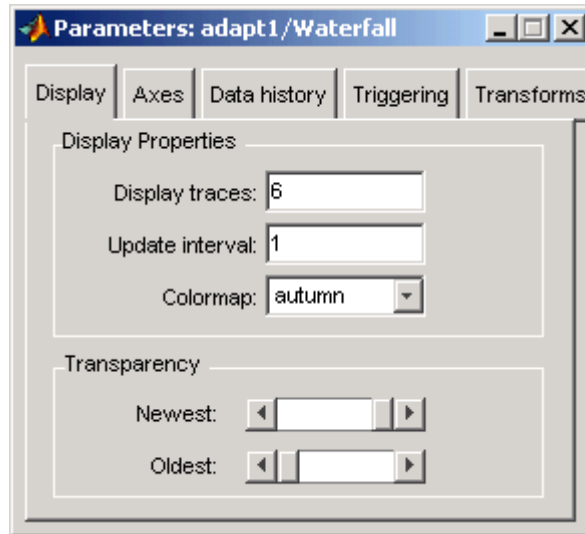 Parameters: adapt1/Waterfall
Display Axes Data history Triggering Transforms
Display Properties
Display traces: 6
Update interval: 1
Colormap: autumn
Transparency
Newest:
Oldest: